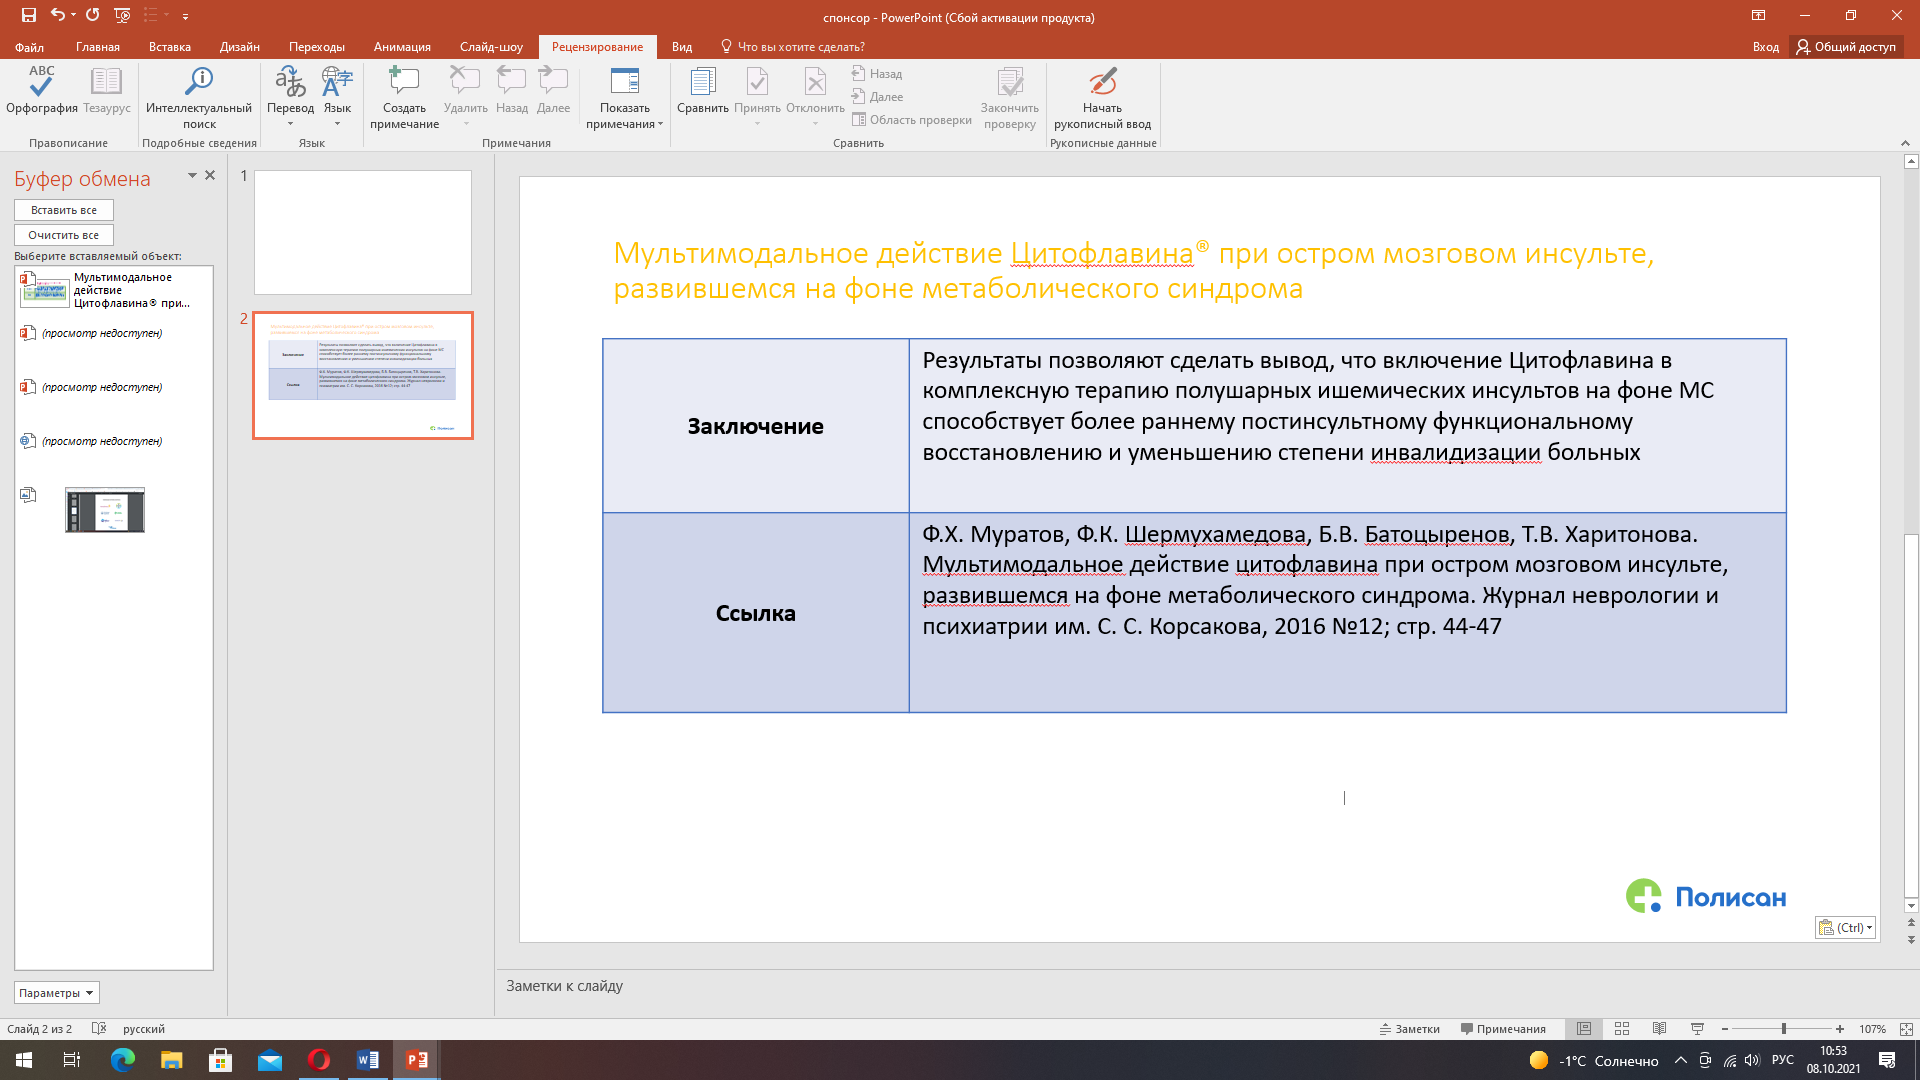 спонсор - PowerPoint (Сбой активации продукта)
Файл Главная Вставка Дизайн Переходы Анимация Слайд-шоу Рецензирование Вид Что вы хотите сделать? Вход Общий доступ
ABC
Орфография Тезаурус
Правописание
Интеллектуальный
поиск
Подробные сведения
Перевод Язык
Язык
Создать
примечание
Удалить Назад Далее
Показать
примечания
Примечания
Сравнить Принять Отклонить
Назад
Далее
Область проверки
Закончить
проверку
Сравнить
Начать
рукописный ввод
Рукописные данные
Буфер обмена
Вставить все
Очистить все
Выберите вставляемый объект:
Мультимодальное
действие
Цитофлавина® при...
(просмотр недоступен)
(просмотр недоступен)
(просмотр недоступен)
Параметры
1
2
Мультимодальное действие Цитофлавина® при остром мозговом инсульте,
развившемся на фоне метаболического синдрома
Заключение
Результаты позволяют сделать вывод, что включение Цитофлавина в
комплексную терапию полушарных ишемических инсультов на фоне МС
способствует более раннему постинсультному функциональному
восстановлению и уменьшению степени инвалидизации больных
Ссылка
Ф.Х. Муратов, Ф.К. Шермухамедова, Б.В. Батоцыренов, Т.В. Харитонова.
Мультимодальное действие цитофлавина при остром мозговом инсульте,
развившемся на фоне метаболического синдрома. Журнал неврологии и
психиатрии им. С. С. Корсакова, 2016 №12; стр. 44-47
Полисан
(Ctrl)
Заметки к слайду
Слайд 2 из 2 русский Заметки Примечания 107%
-1°C Солнечно РУС 10:53
08.10.2021